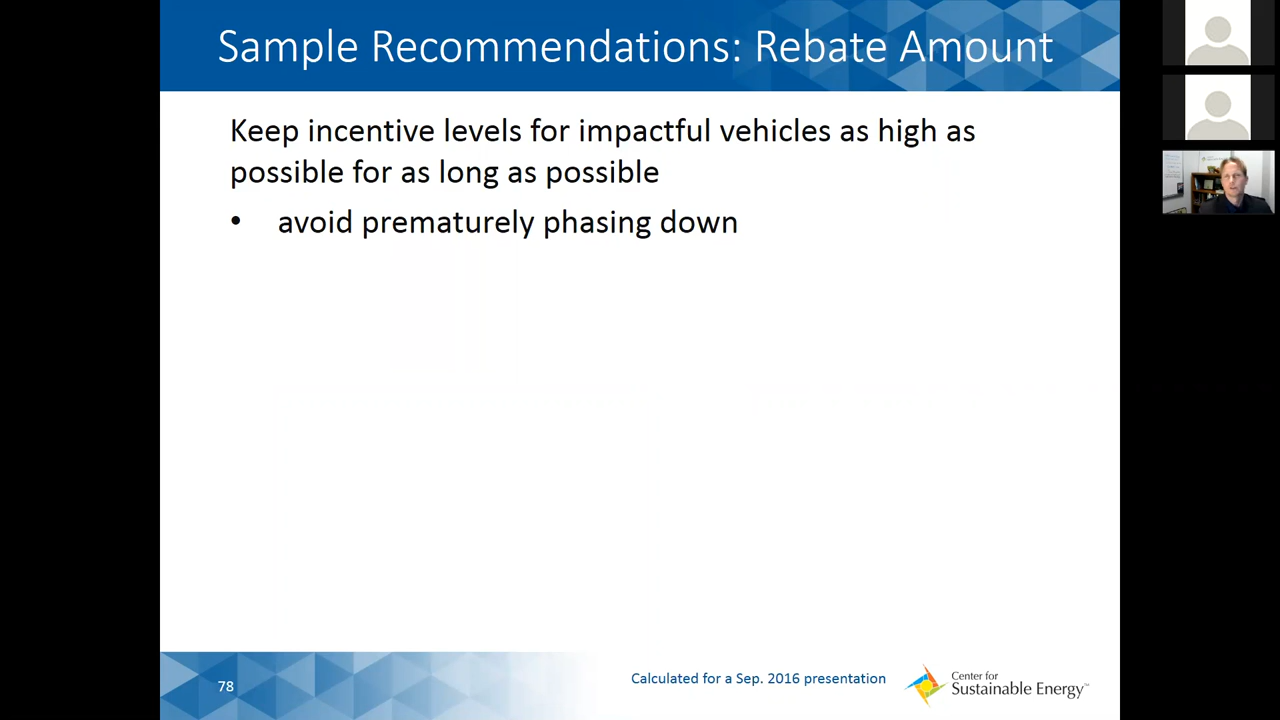 Sample Recommendations: Rebate Amount
Keep incentive levels for impactful vehicles as high as
possible for as long as possible
• avoid prematurely phasing down
78
Calculated for a Sep. 2016 presentation
Center for
Sustainable Energy™